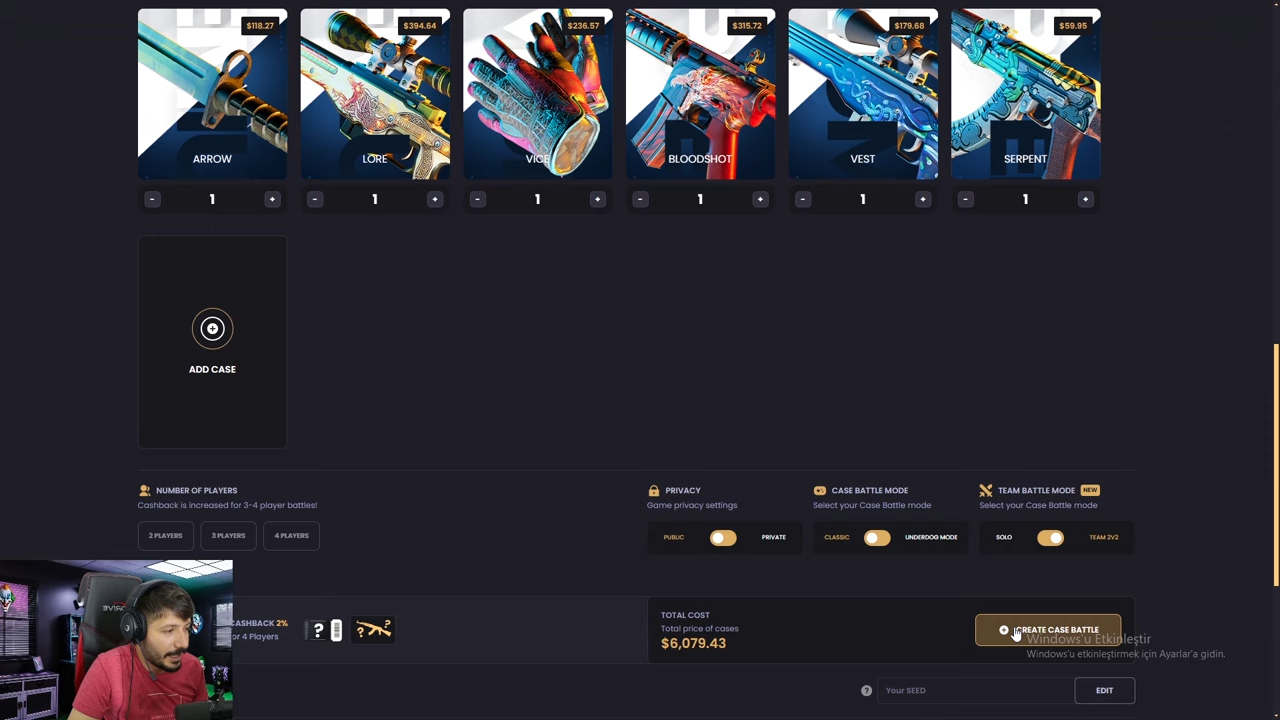 $118.27
$394.64
$236.57
$315.72
$179.68
$59.95
ARROW
LORE
VICE
BLOODSHOT
VEST
SERPENT
- 1 +
- 1 +
- 1 +
- 1 +
- 1 +
- 1 +
ADD CASE
NUMBER OF PLAYERS
Cashback is increased for 3-4 player battles!
2 PLAYERS
3 PLAYERS
4 PLAYERS
PRIVACY
Game privacy settings
PUBLIC
PRIVATE
CASE BATTLE MODE
Select your Case Battle mode
CLASSIC
UNDERDOG MODE
TEAM BATTLE MODE NEW
Select your Case Battle mode
SOLO
TEAM 2V2
CASHBACK 2%
or 4 Players
? ?
TOTAL COST
Total price of cases
$6,079.43
CREATE CASE BATTLE
Windows'u Etkinleştir
Windows'u etkinleştirmek için Ayarlar'a gidin.
? Your SEED
EDIT